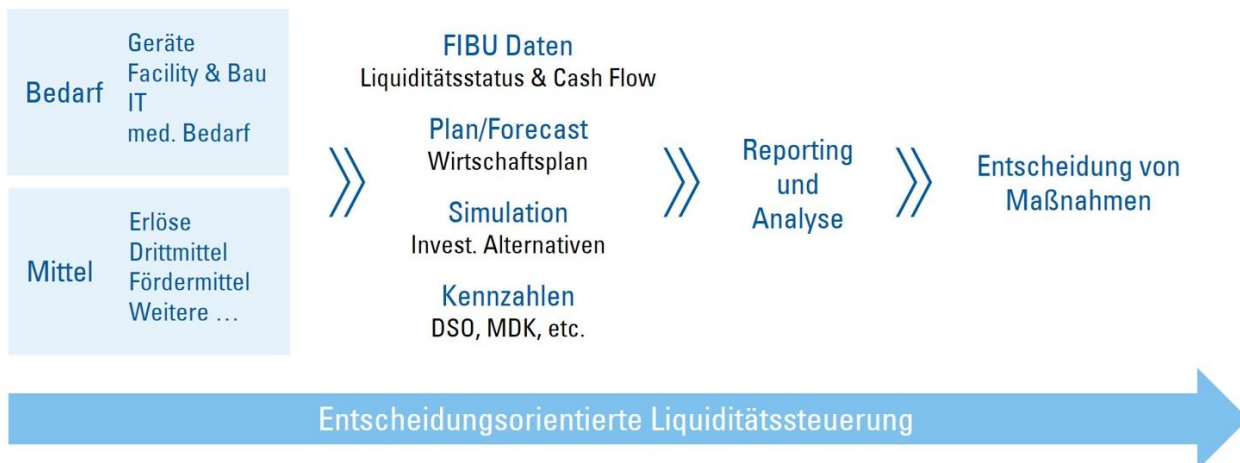 Bedarf
Geräte
Facility & Bau
IT
med. Bedarf
Mittel
Erlöse
Drittmittel
Fördermittel
Weitere …
FIBU Daten
Liquiditätsstatus & Cash Flow
Plan/Forecast
Wirtschaftsplan
Simulation
Invest. Alternativen
Kennzahlen
DSO, MDK, etc.
Reporting
und
Analyse
Entscheidung von
Maßnahmen
Entscheidungsorientierte Liquiditätssteuerung